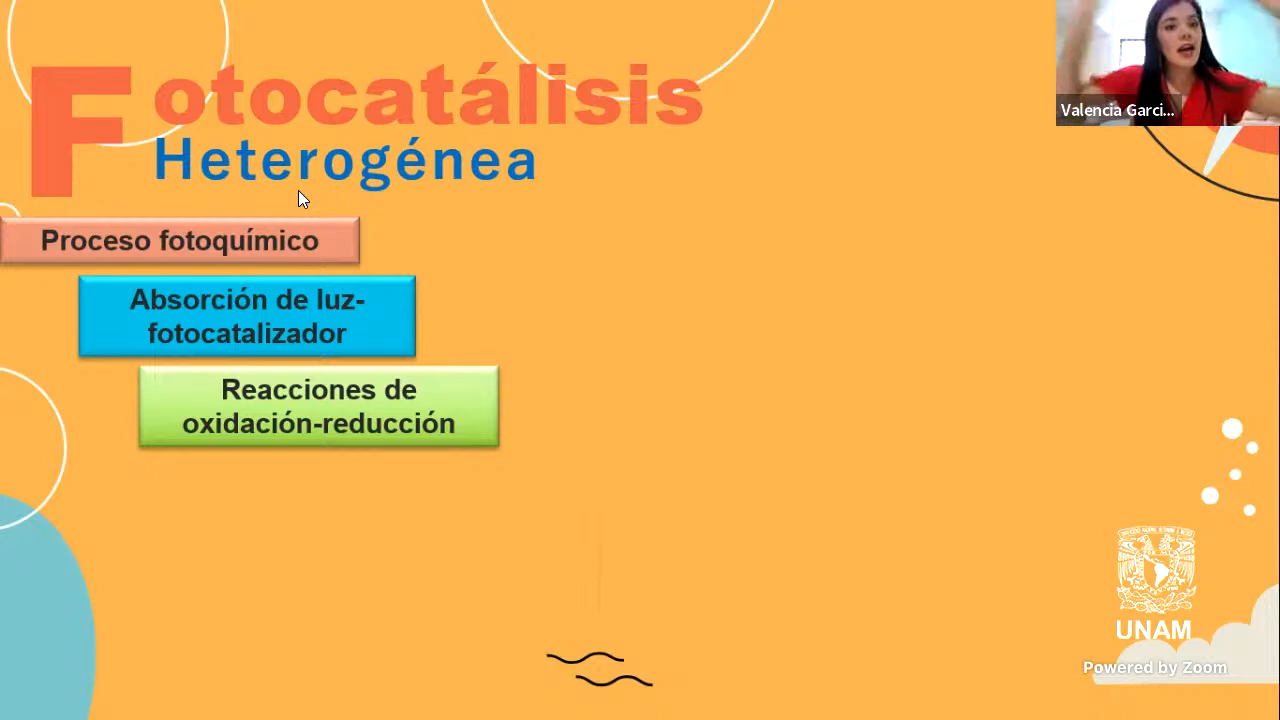 Fotocatálisis
Heterogénea
Valencia Garci...
Proceso fotoquímico
Absorción de luz-
fotocatalizador
Reacciones de
oxidación-reducción
UNAM
Powered by Zoom